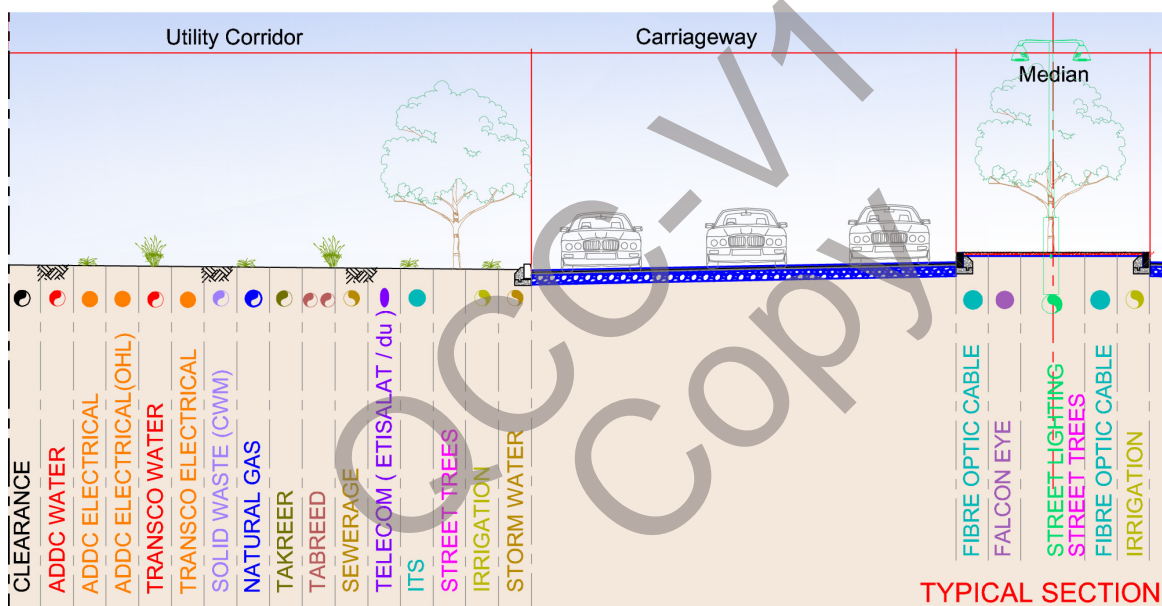 Utility Corridor
Carriageway
Median
CLEARANCE
ADDC WATER
ADDC ELECTRICAL
ADDC ELECTRICAL(OHL)
TRANSCO WATER
TRANSCO ELECTRICAL
SOLID WASTE (CWM)
NATURAL GAS
TAKREER
TABREED
SEWERAGE
TELECOM ( ETISALAT / du )
ITS
STREET TREES
IRRIGATION
STORM WATER
FIBRE OPTIC CABLE
FALCON EYE
STREET LIGHTING
STREET TREES
FIBRE OPTIC CABLE
IRRIGATION
TYPICAL SECTION
QCC-V1
Copy